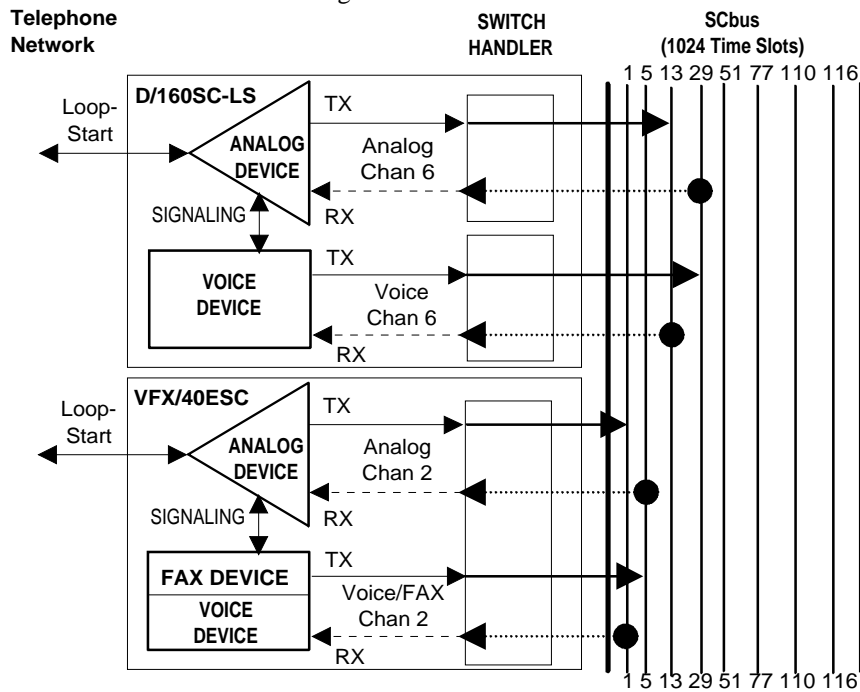 Telephone
Network
SWITCH
HANDLER
SCbus
(1024 Time Slots)
1 5 13 29 51 77 110 116
D/160SC-LS
Loop-
Start
TX
ANALOG
DEVICE
Analog
Chan 6
SIGNALING
RX
TX
VOICE
DEVICE
Voice
Chan 6
RX
VFX/40ESC
Loop-
Start
TX
ANALOG
DEVICE
Analog
Chan 2
SIGNALING
RX
TX
FAX DEVICE
VOICE
DEVICE
Voice/FAX
Chan 2
RX
1 5 13 29 51 77 110 116